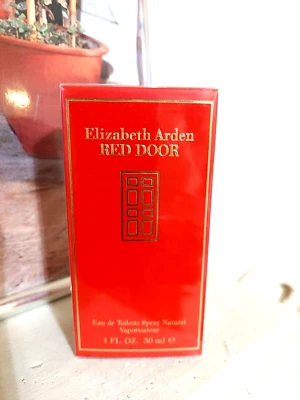 Elizabeth Arden
RED DOOR
Eau de Toilette Spray Naturel
Vaporisateur
1 FL. OZ. 30 ml e